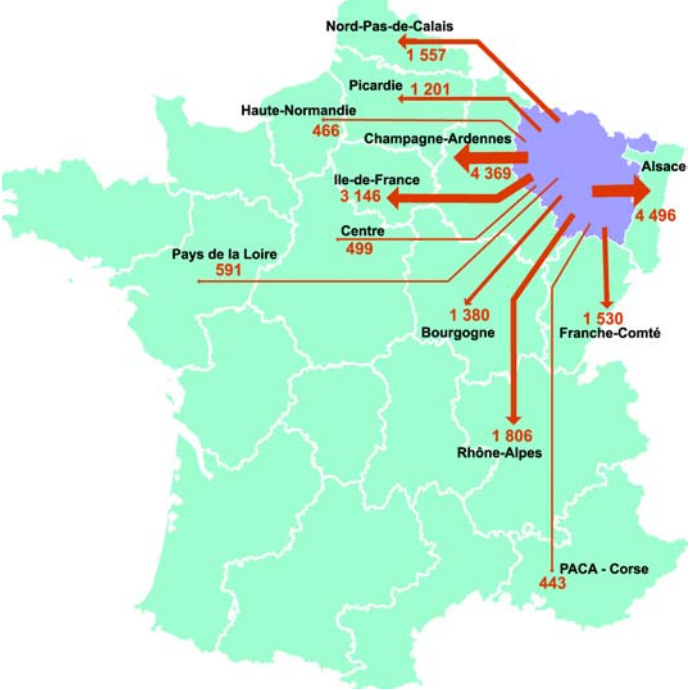 Nord-Pas-de-Calais
1 557
Picardie
1 201
Haute-Normandie
466
Champagne-Ardennes
4 369
Alsace
4 496
Ile-de-France
3 146
Centre
499
Pays de la Loire
591
1 380
Bourgogne
1 530
Franche-Comté
1 806
Rhône-Alpes
PACA - Corse
443